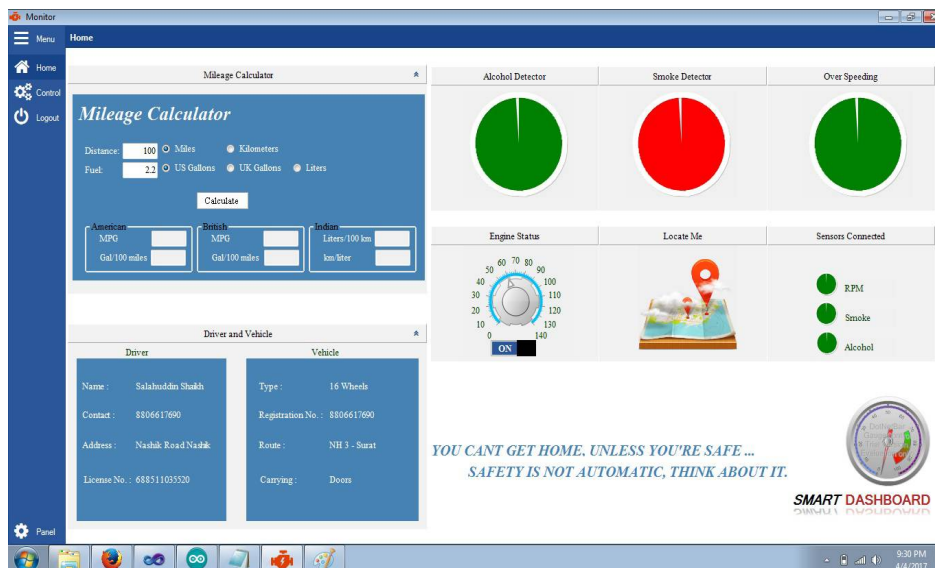 Monitor
Menu
Home
Home
Control
Logout
Panel
Mileage Calculator
Mileage Calculator
Distance: 100 Miles Kilometers
Fuel: 2.2 US Gallons UK Gallons Liters
Calculate
American
MPG
Gal/100 miles
British
MPG
Gal/100 miles
Indian
Liters/100 km
km/liter
Driver and Vehicle
Driver
Name : Salahuddin Shaikh
Contact : 8806617690
Address : Nashik Road Nashik
License No. : 688511035520
Vehicle
Type : 16 Wheels
Registration No. : 8806617690
Route : NH 3 - Surat
Carrying : Doors
Alcohol Detector
Smoke Detector
Over Speeding
Engine Status
0 10 20 30 40 50 60 70 80 90 100 110 120 130 140
ON
Locate Me
Sensors Connected
RPM
Smoke
Alcohol
YOU CANT GET HOME, UNLESS YOU'RE SAFE ...
SAFETY IS NOT AUTOMATIC, THINK ABOUT IT.
SMART DASHBOARD
9:30 PM
4/4/2017